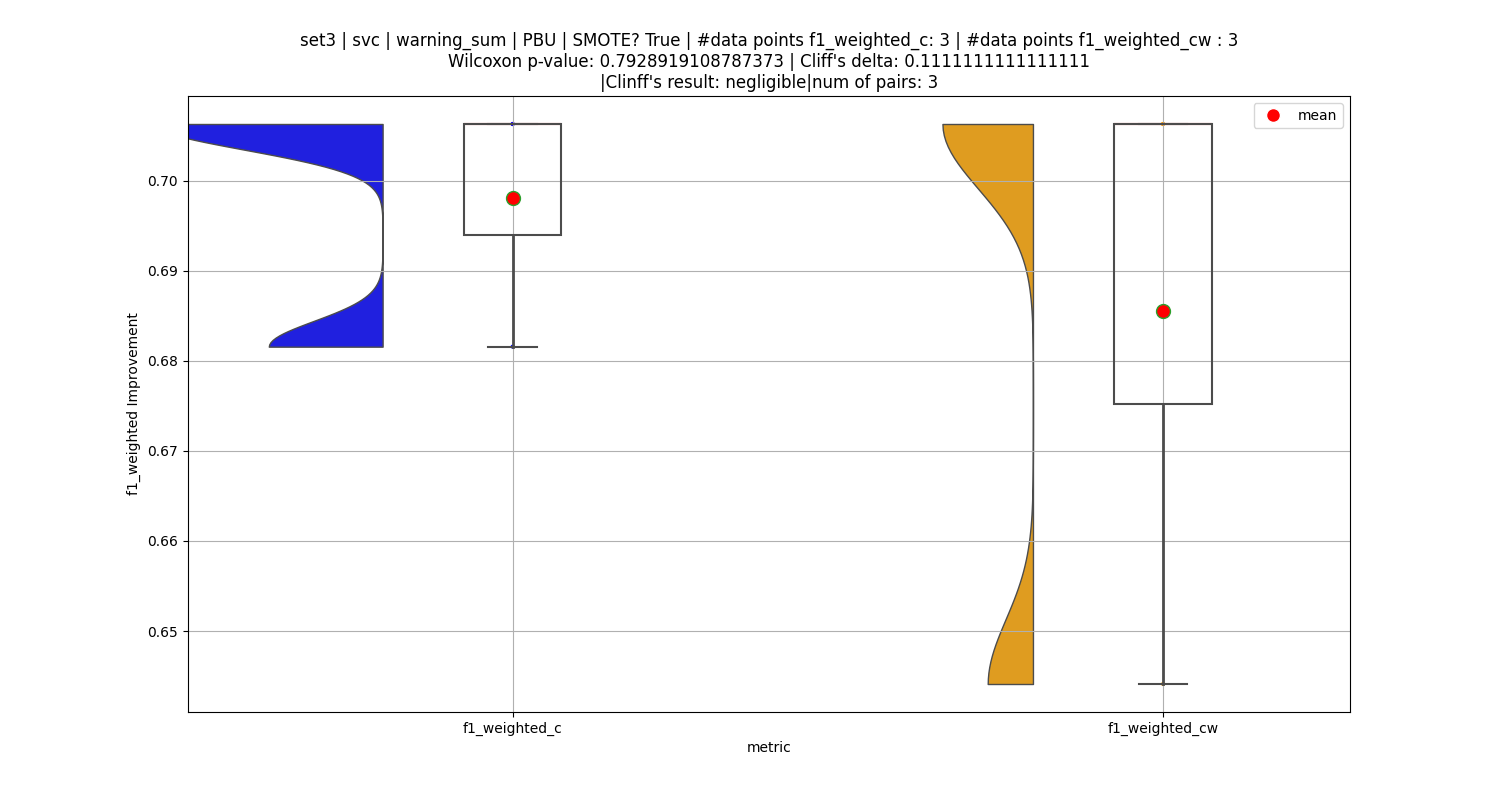 set3 | svc | warning_sum | PBU | SMOTE? True | #data points f1_weighted_c: 3 | #data points f1_weighted_cw : 3
Wilcoxon p-value: 0.7928919108787373 | Cliff's delta: 0.1111111111111111
|Clinff's result: negligible|num of pairs: 3
mean
0.70
0.69
0.68
0.67
0.66
0.65
f1_weighted Improvement
f1_weighted_c
f1_weighted_cw
metric